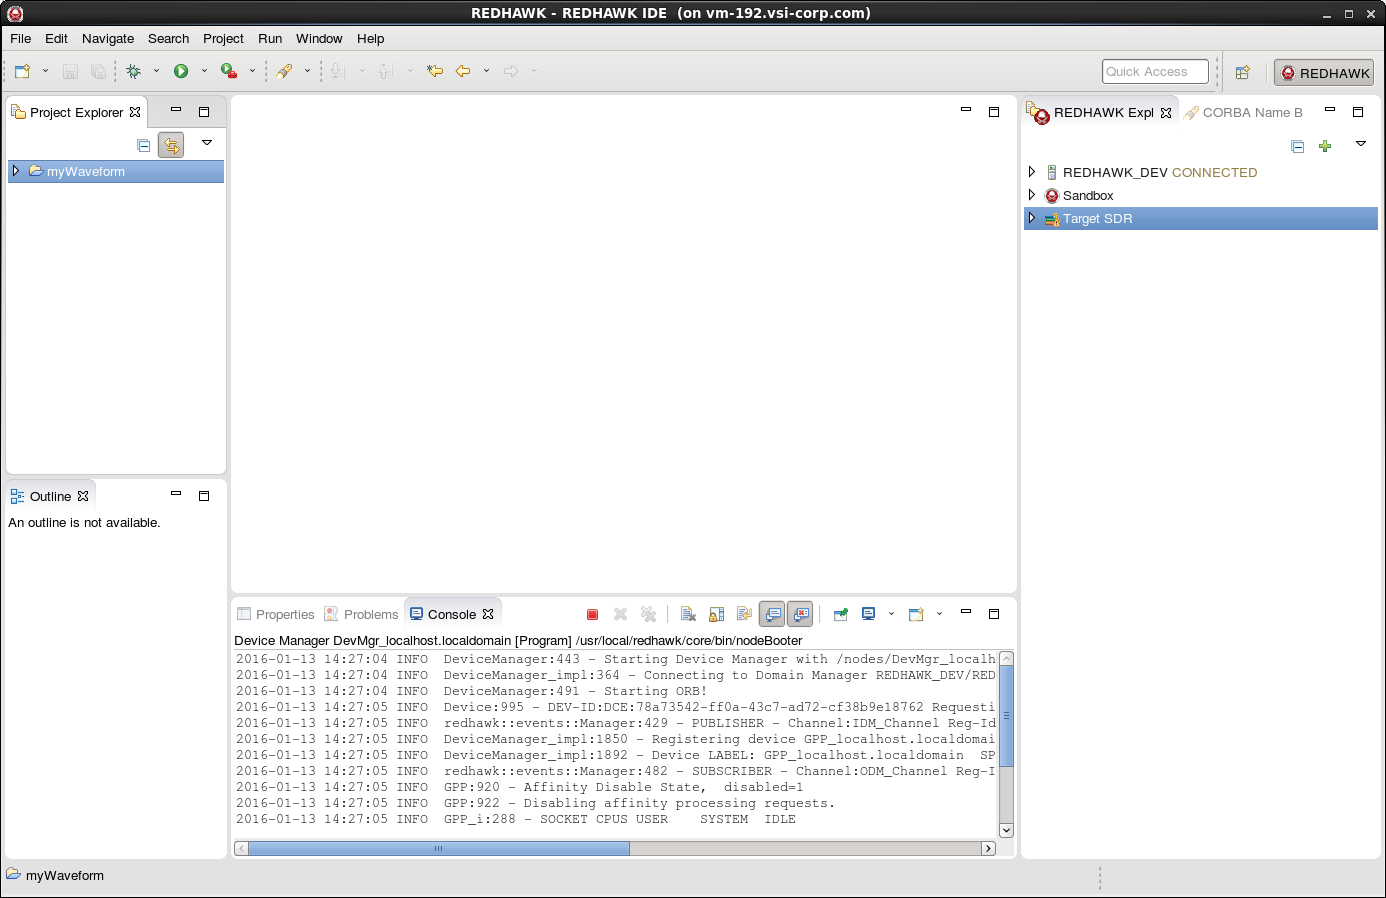 REDHAWK - REDHAWK IDE (on vm-192.vsi-corp.com)
File Edit Navigate Search Project Run Window Help
Quick Access
REDHAWK
Project Explorer
myWaveform
Outline
An outline is not available.
Properties Problems Console
Device Manager DevMgr_localhost.localdomain [Program] /usr/local/redhawk/core/bin/nodeBooter
2016-01-13 14:27:04 INFO DeviceManager:443 - Starting Device Manager with /nodes/DevMgr_localh
2016-01-13 14:27:04 INFO DeviceManager_impl:364 - Connecting to Domain Manager REDHAWK_DEV/RED
2016-01-13 14:27:04 INFO DeviceManager:491 - Starting ORB!
2016-01-13 14:27:05 INFO Device:995 - DEV-ID:DCE:78a73542-ff0a-43c7-ad72-cf38b9e18762 Requesti
2016-01-13 14:27:05 INFO redhawk::events::Manager:429 - PUBLISHER - Channel:IDM_Channel Reg-Id
2016-01-13 14:27:05 INFO DeviceManager_impl:1850 - Registering device GPP_localhost.localdomai
2016-01-13 14:27:05 INFO DeviceManager_impl:1892 - Device LABEL: GPP_localhost.localdomain SP
2016-01-13 14:27:05 INFO redhawk::events::Manager:482 - SUBSCRIBER - Channel:ODM_Channel Reg-I
2016-01-13 14:27:05 INFO GPP:920 - Affinity Disable State, disabled=1
2016-01-13 14:27:05 INFO GPP:922 - Disabling affinity processing requests.
2016-01-13 14:27:05 INFO GPP_i:288 - SOCKET CPUS USER SYSTEM IDLE
REDHAWK Expl CORBA Name B
REDHAWK_DEV CONNECTED
Sandbox
Target SDR
myWaveform